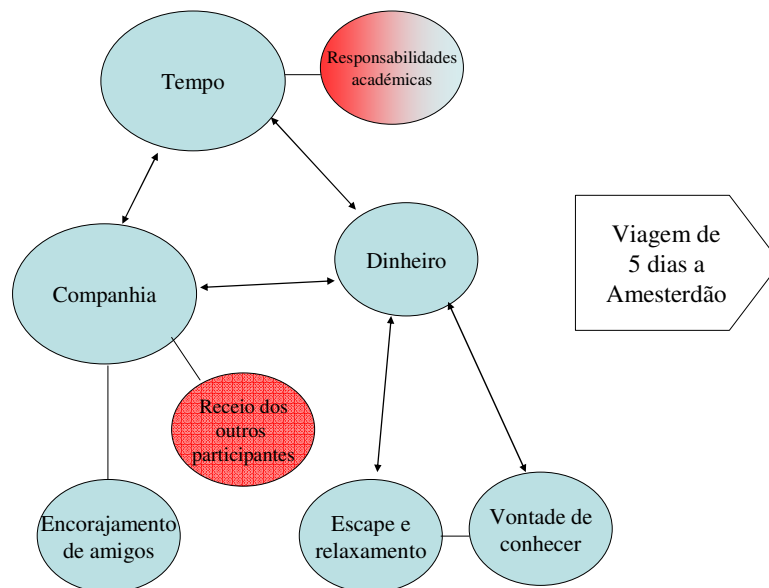 Responsabilidades
académicas
Tempo
Viagem de
5 dias a
Amesterdão
Dinheiro
Companhia
Receio dos
outros
participantes
Encorajamento
de amigos
Escape e
relaxamento
Vontade de
conhecer